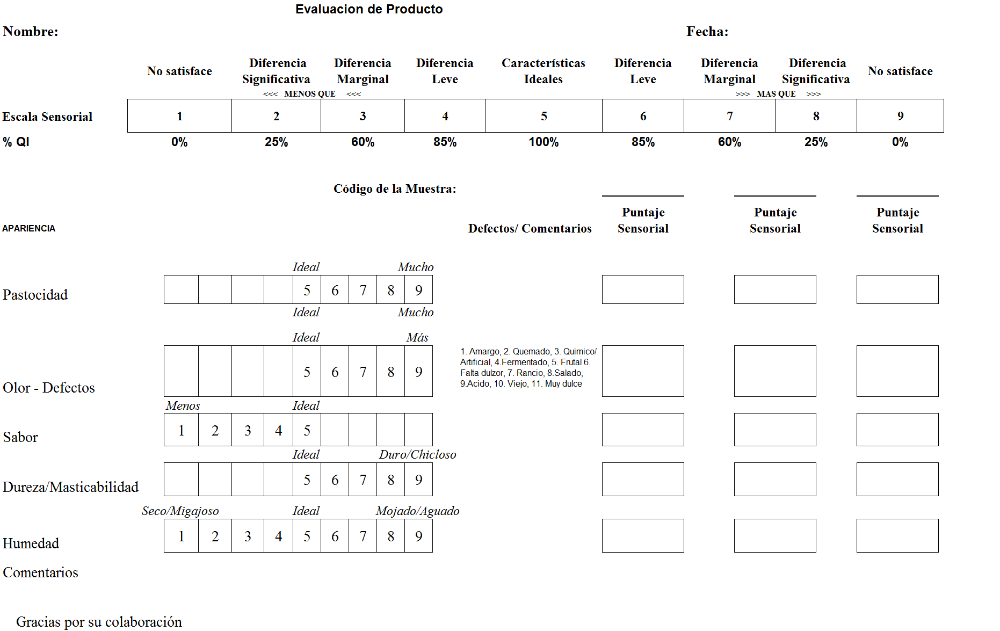 Evaluacion de Producto
Nombre: Fecha:
No satisface Diferencia Significativa Diferencia Marginal Diferencia Leve Características Ideales Diferencia Leve Diferencia Marginal Diferencia Significativa No satisface
<<< MENOS QUE <<< >>> MAS QUE >>>
Escala Sensorial 1 2 3 4 5 6 7 8 9
% QI 0% 25% 60% 85% 100% 85% 60% 25% 0%
Código de la Muestra:
APARIENCIA Defectos/ Comentarios Puntaje Sensorial Puntaje Sensorial Puntaje Sensorial
Ideal Mucho
Pastocidad 5 6 7 8 9
Ideal Mucho
Ideal Más
Olor - Defectos 5 6 7 8 9
1. Amargo, 2. Quemado, 3. Quimico/
Artificial, 4.Fermentado, 5. Frutal 6.
Falta dulzor, 7. Rancio, 8.Salado,
9.Acido, 10. Viejo, 11. Muy dulce
Menos Ideal
Sabor 1 2 3 4 5
Ideal Duro/Chicloso
Dureza/Masticabilidad 5 6 7 8 9
Seco/Migajoso Ideal Mojado/Aguado
Humedad 1 2 3 4 5 6 7 8 9
Comentarios
Gracias por su colaboración